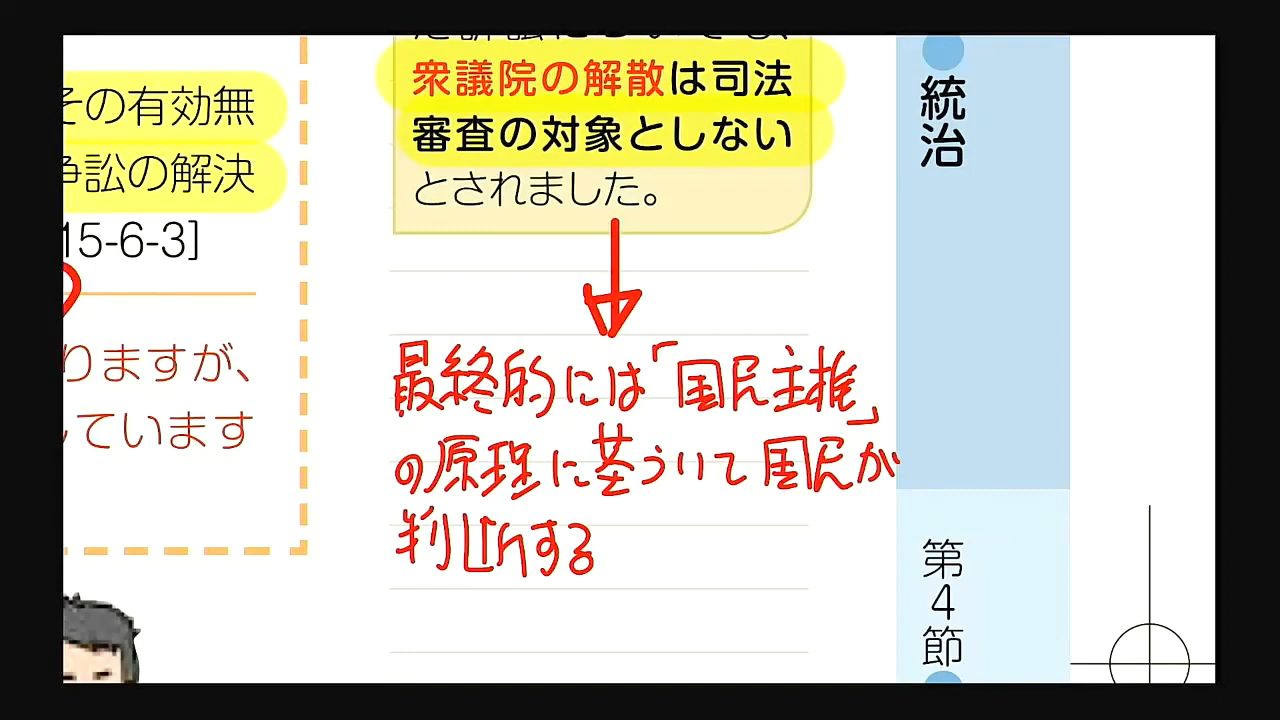 その有効無
争訟の解決
15-6-3]
りますが、
しています
衆議院の解散は司法
審査の対象としない
とされました。
最終的には「国民主権」
の原理に基づいて国民が
判断する
統治
第4節